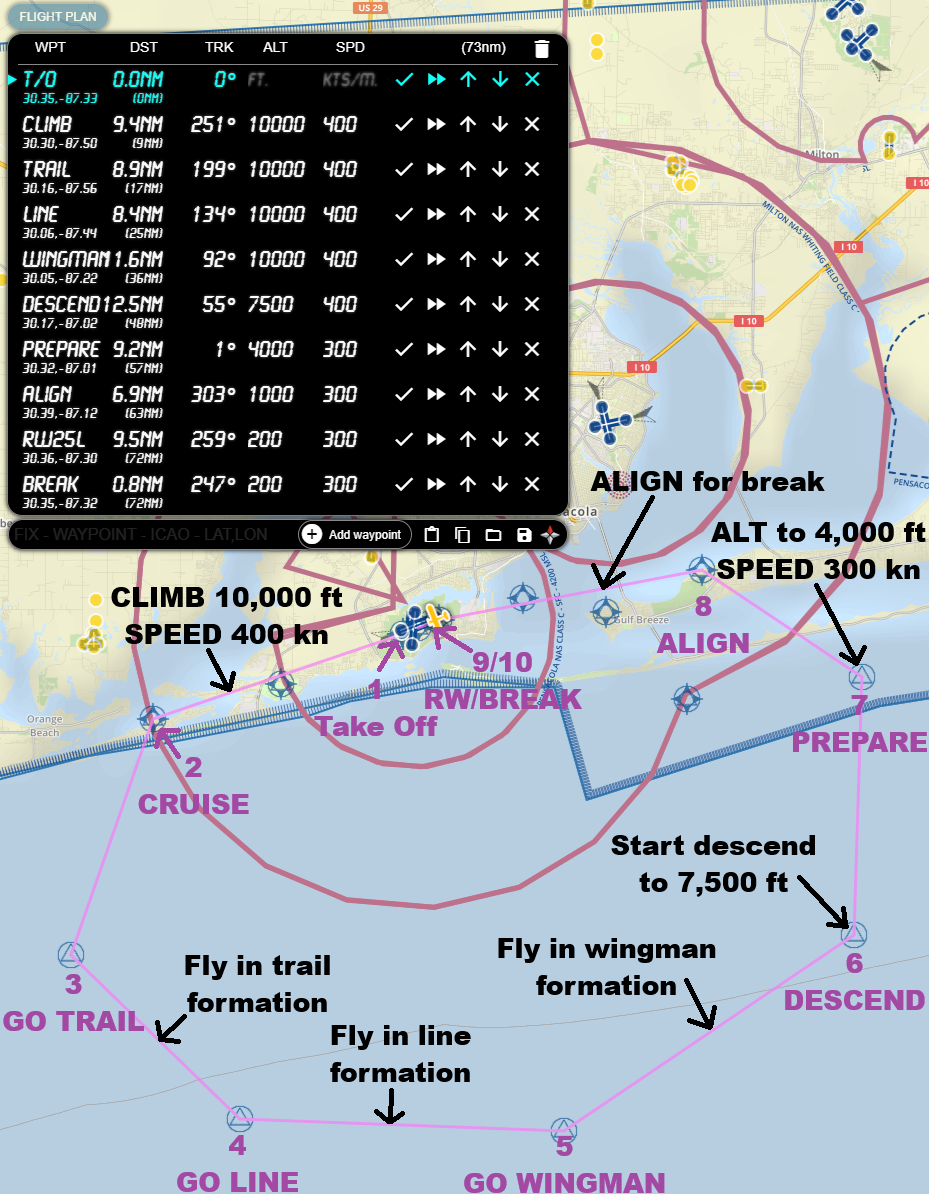 US 29
FLIGHT PLAN
WPT DST TRK ALT SPD (73nm)
T/O 0.0NM 0° FT. KTS/M.
30.35,-87.33 (0NM)
CLIMB 9.4NM 251° 10000 400
30.30,-87.50 (9NM)
TRAIL 8.9NM 199° 10000 400
30.16,-87.56 (17NM)
LINE 8.4NM 134° 10000 400
30.06,-87.44 (25NM)
WINGMAN 1.6NM 92° 10000 400
30.05,-87.22 (36NM)
DESCEND 12.5NM 55° 7500 400
30.17,-87.02 (48NM)
PREPARE 9.2NM 1° 4000 300
30.32,-87.01 (57NM)
ALIGN 6.9NM 303° 1000 300
30.39,-87.12 (63NM)
RW25L 9.5NM 259° 200 300
30.36,-87.30 (72NM)
BREAK 0.8NM 247° 200 300
30.35,-87.32 (72NM)
FIX - WAYPOINT - ICAO - LAT,LON
Add waypoint
Milton
I 10
MILTON NAS WHITING FIELD CLASS C
I 10
I 10
I 10
PENSACO
acola
ALIGN for break
ALT to 4,000 ft
SPEED 300 kn
CLIMB 10,000 ft
SPEED 400 kn
Gulf Breeze
8
ALIGN
9/10
RW/BREAK
1
Take Off
7
PREPARE
Orange
Beach
2
CRUISE
Start descend
to 7,500 ft
Fly in wingman
formation
6
DESCEND
Fly in trail
formation
3
GO TRAIL
Fly in line
formation
4
GO LINE
5
GO WINGMAN